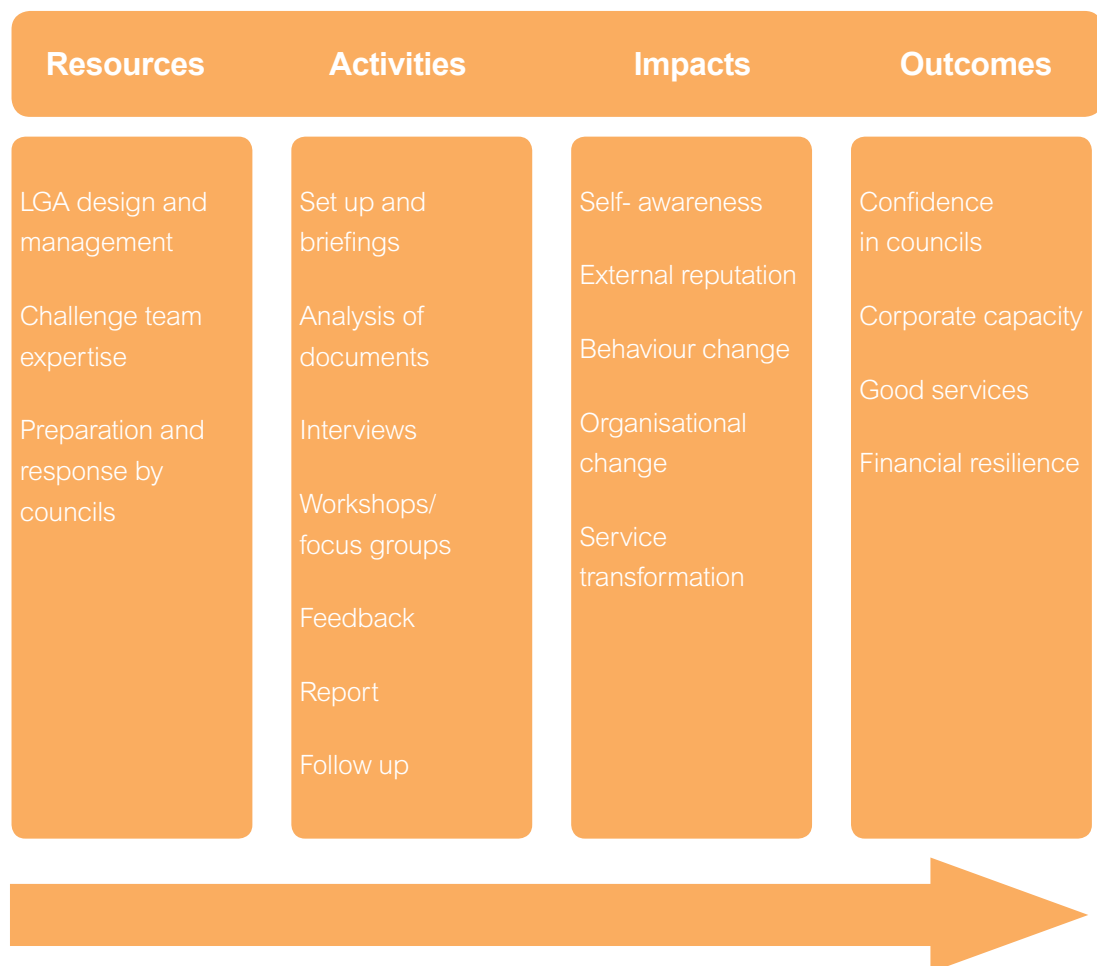 Resources
Activities
Impacts
Outcomes
LGA design and
management
Challenge team
expertise
Preparation and
response by
councils
Set up and
briefings
Analysis of
documents
Interviews
Workshops/
focus groups
Feedback
Report
Follow up
Self- awareness
External reputation
Behaviour change
Organisational
change
Service
transformation
Confidence
in councils
Corporate capacity
Good services
Financial resilience